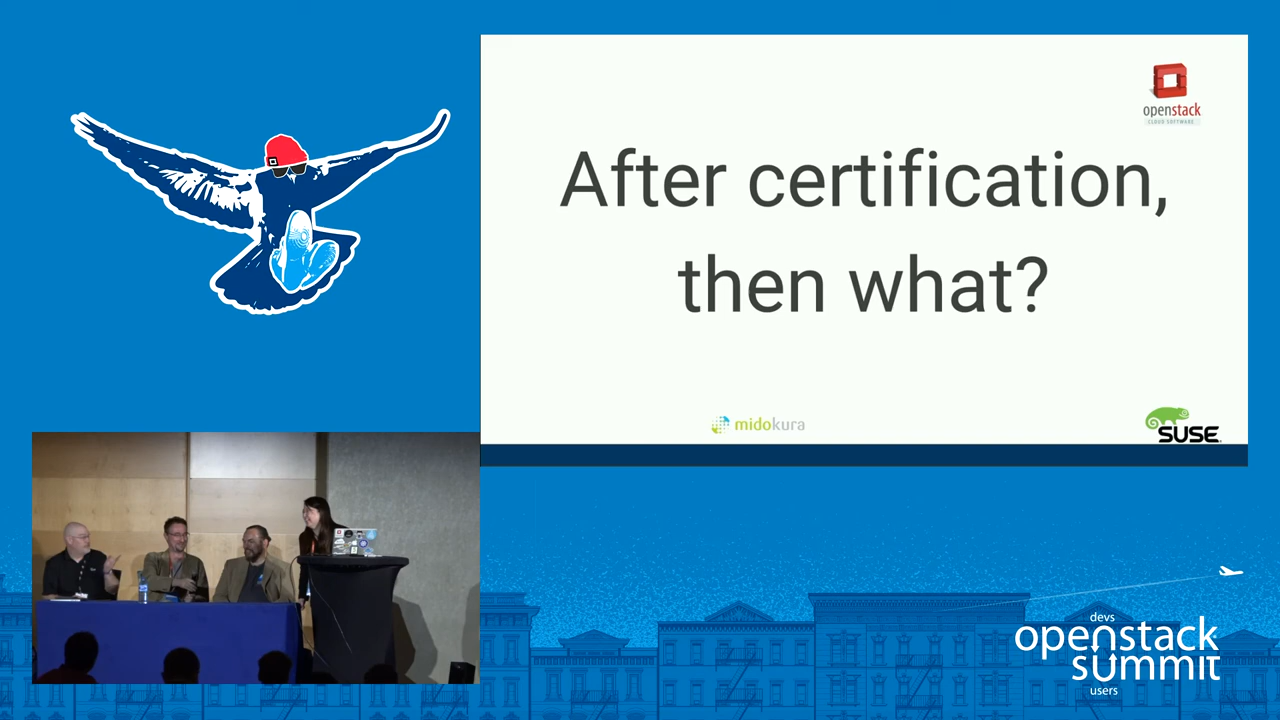 openstack
CLOUD SOFTWARE
After certification,
then what?
midokura
SUSE
devs
openstack
summit
users